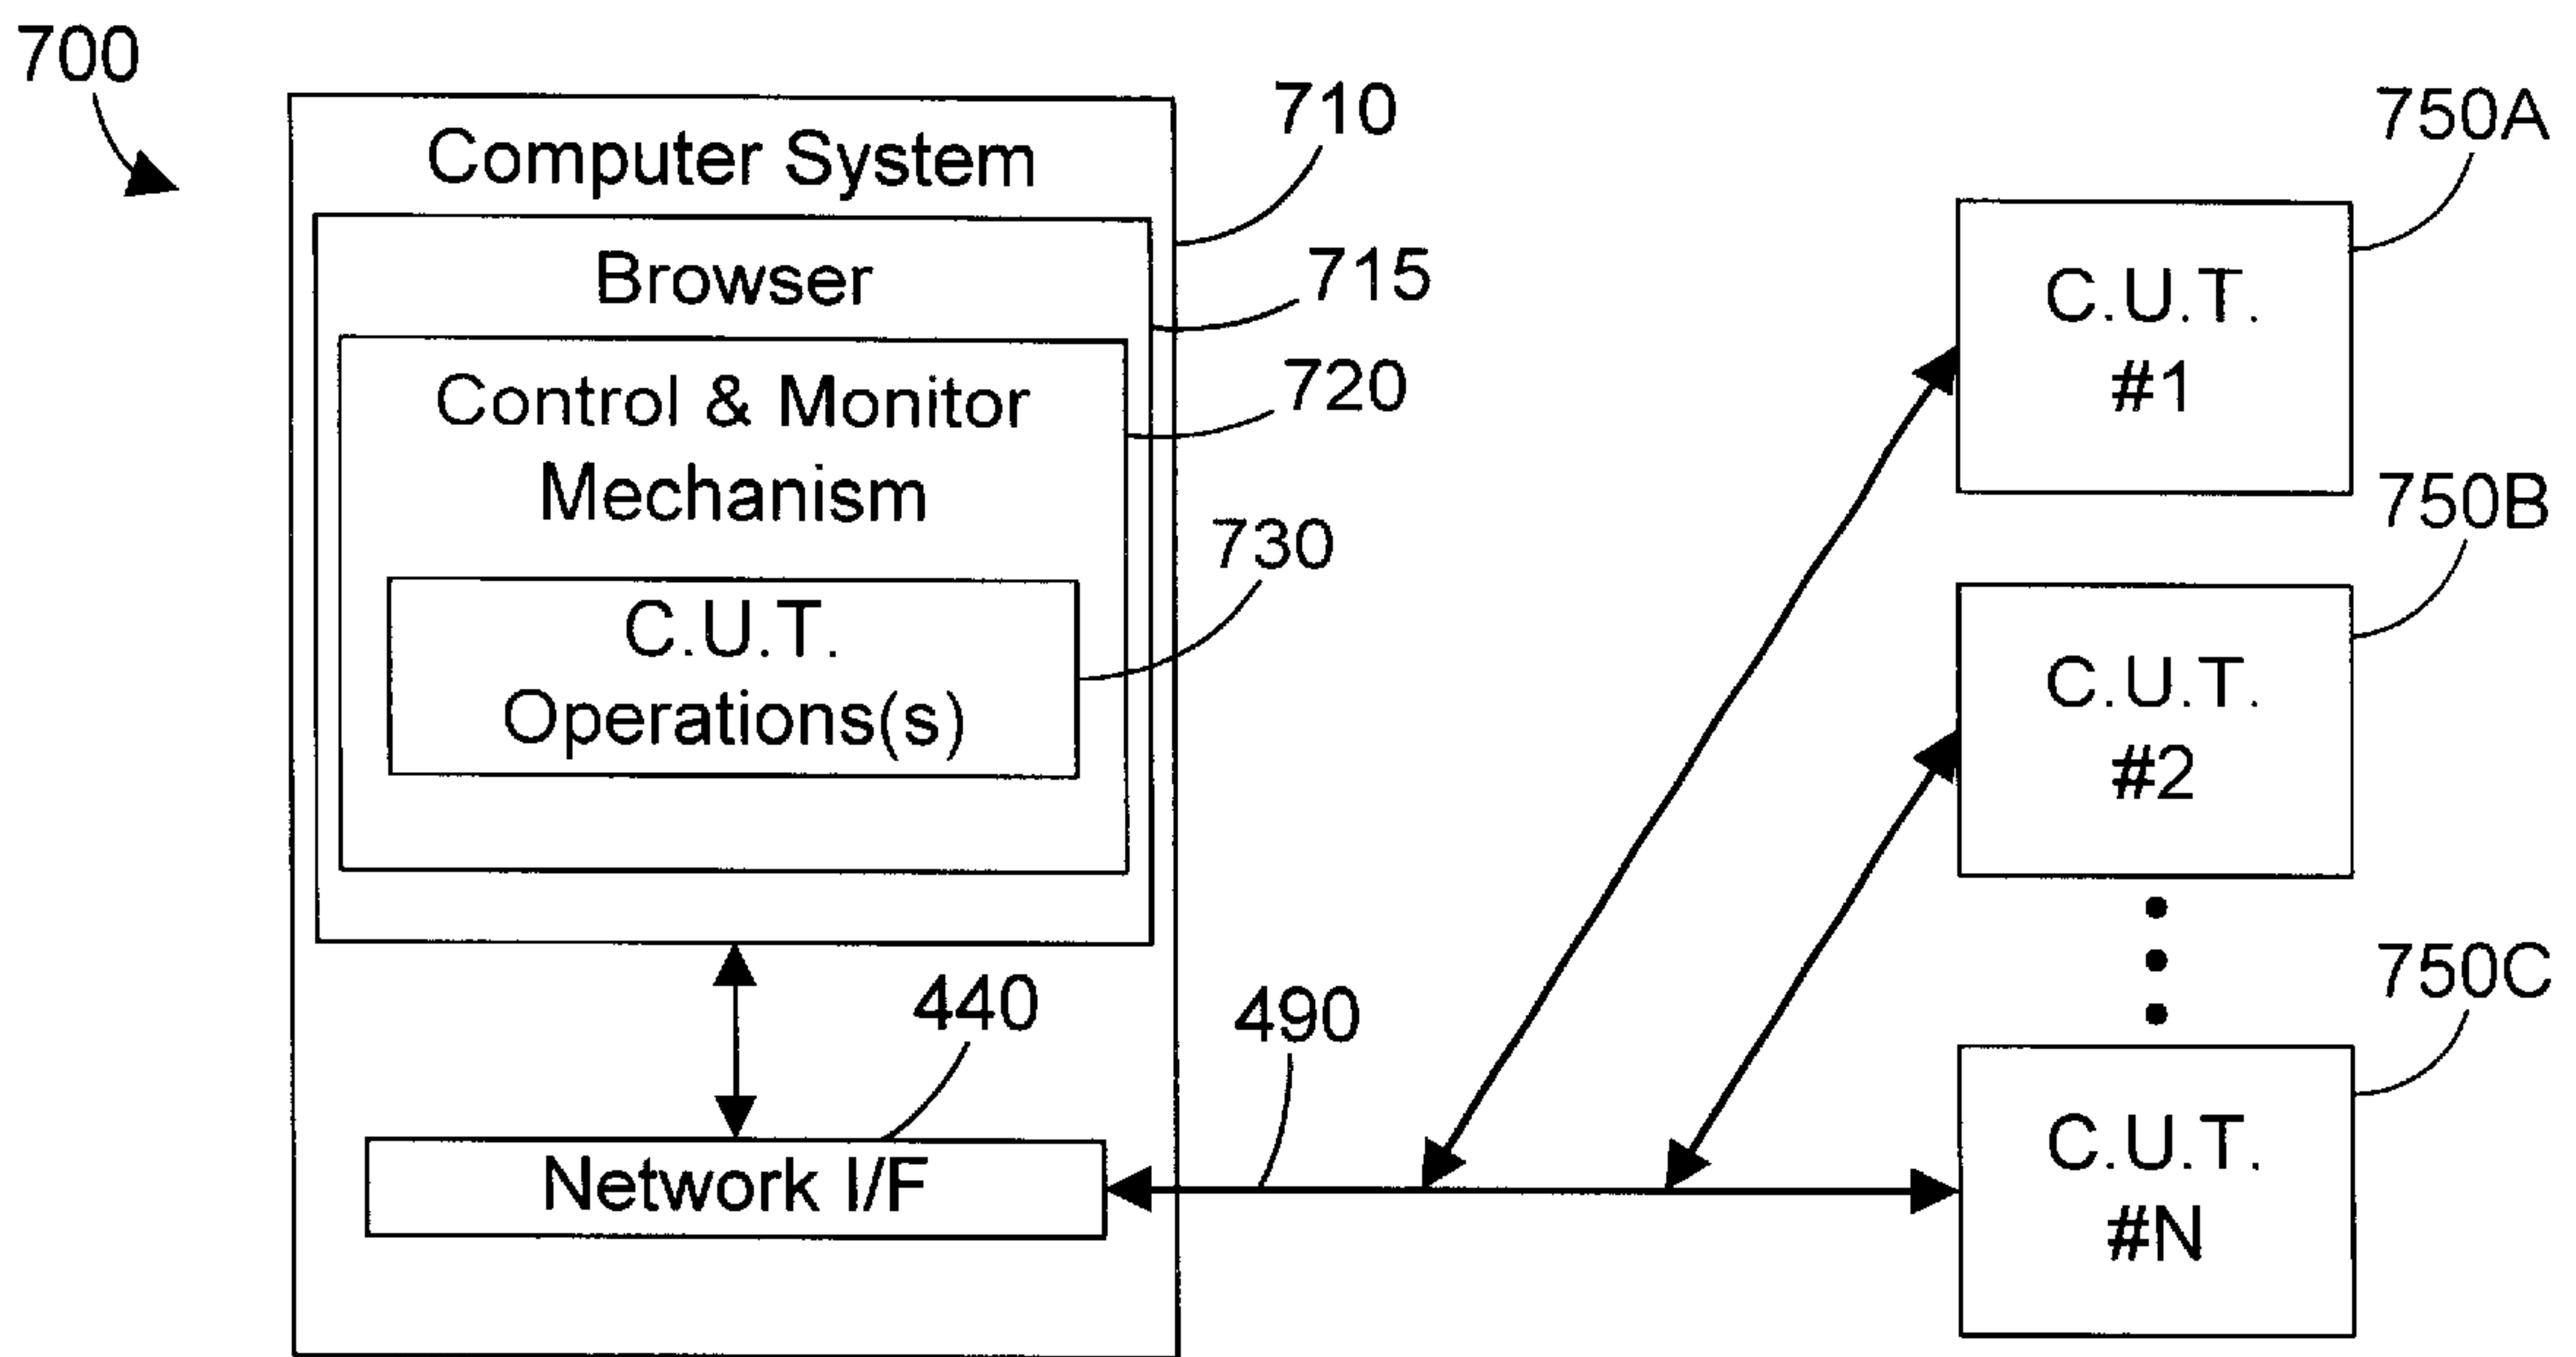 700
Computer System
710
Browser
715
Control & Monitor
Mechanism
720
C.U.T.
Operations(s)
730
440
Network I/F
490
750A
C.U.T.
#1
750B
C.U.T.
#2
750C
C.U.T.
#N